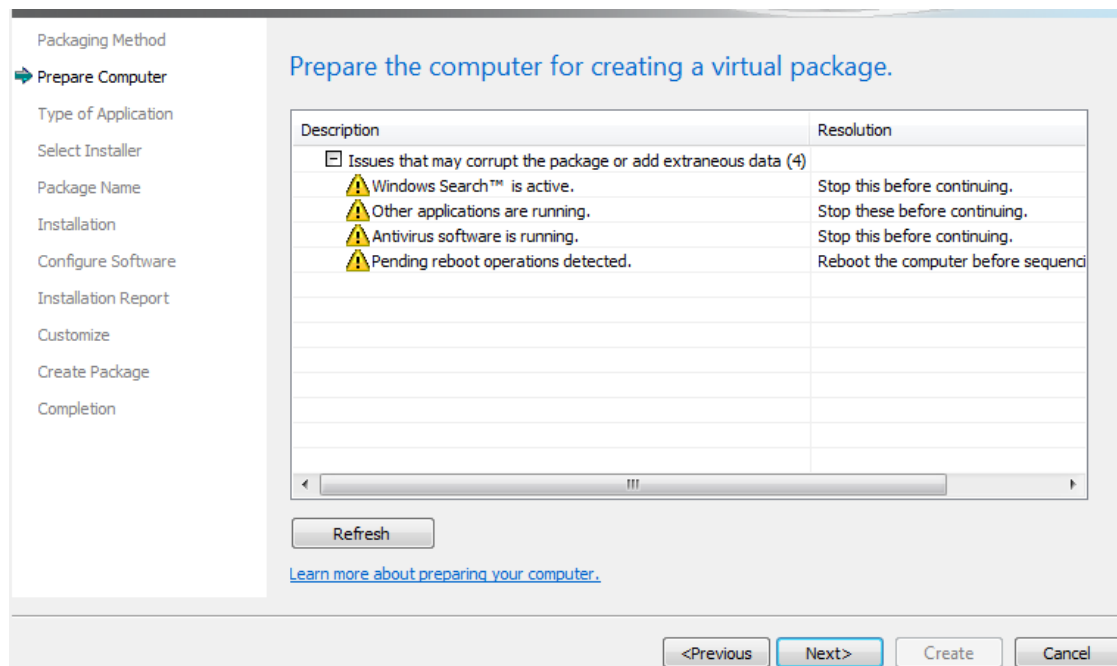 Packaging Method
Prepare Computer
Type of Application
Select Installer
Package Name
Installation
Configure Software
Installation Report
Customize
Create Package
Completion
Prepare the computer for creating a virtual package.
Description Resolution
Issues that may corrupt the package or add extraneous data (4)
Windows Search™ is active. Stop this before continuing.
Other applications are running. Stop these before continuing.
Antivirus software is running. Stop this before continuing.
Pending reboot operations detected. Reboot the computer before sequenci
Refresh
Learn more about preparing your computer.
<Previous Next> Create Cancel